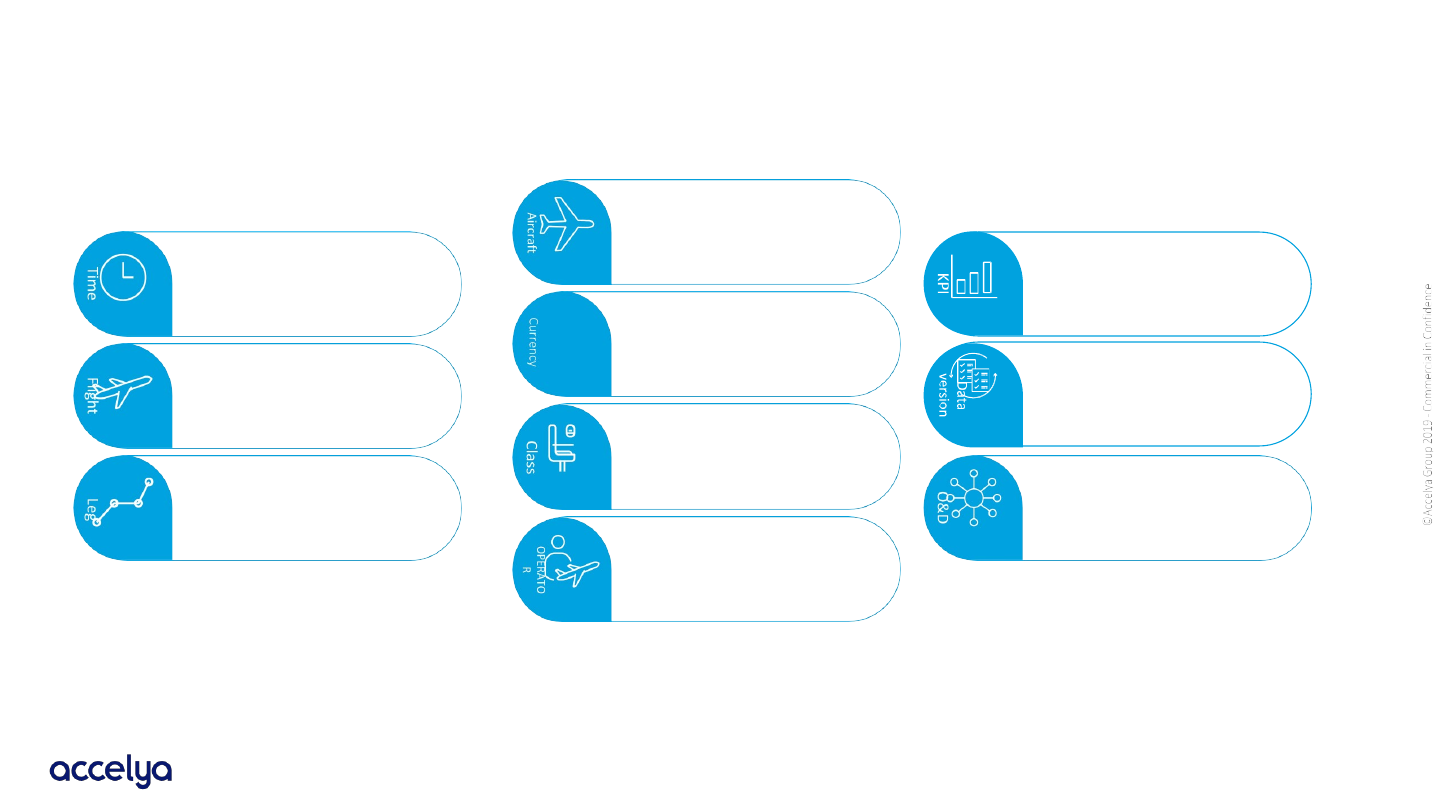 Time
Flight
Leg
Aircraft
Currency
Class
OPERATO
R
KPI
Data
version
O&D
©Accelya Group 2019 - Commercial in Confidence
accelya